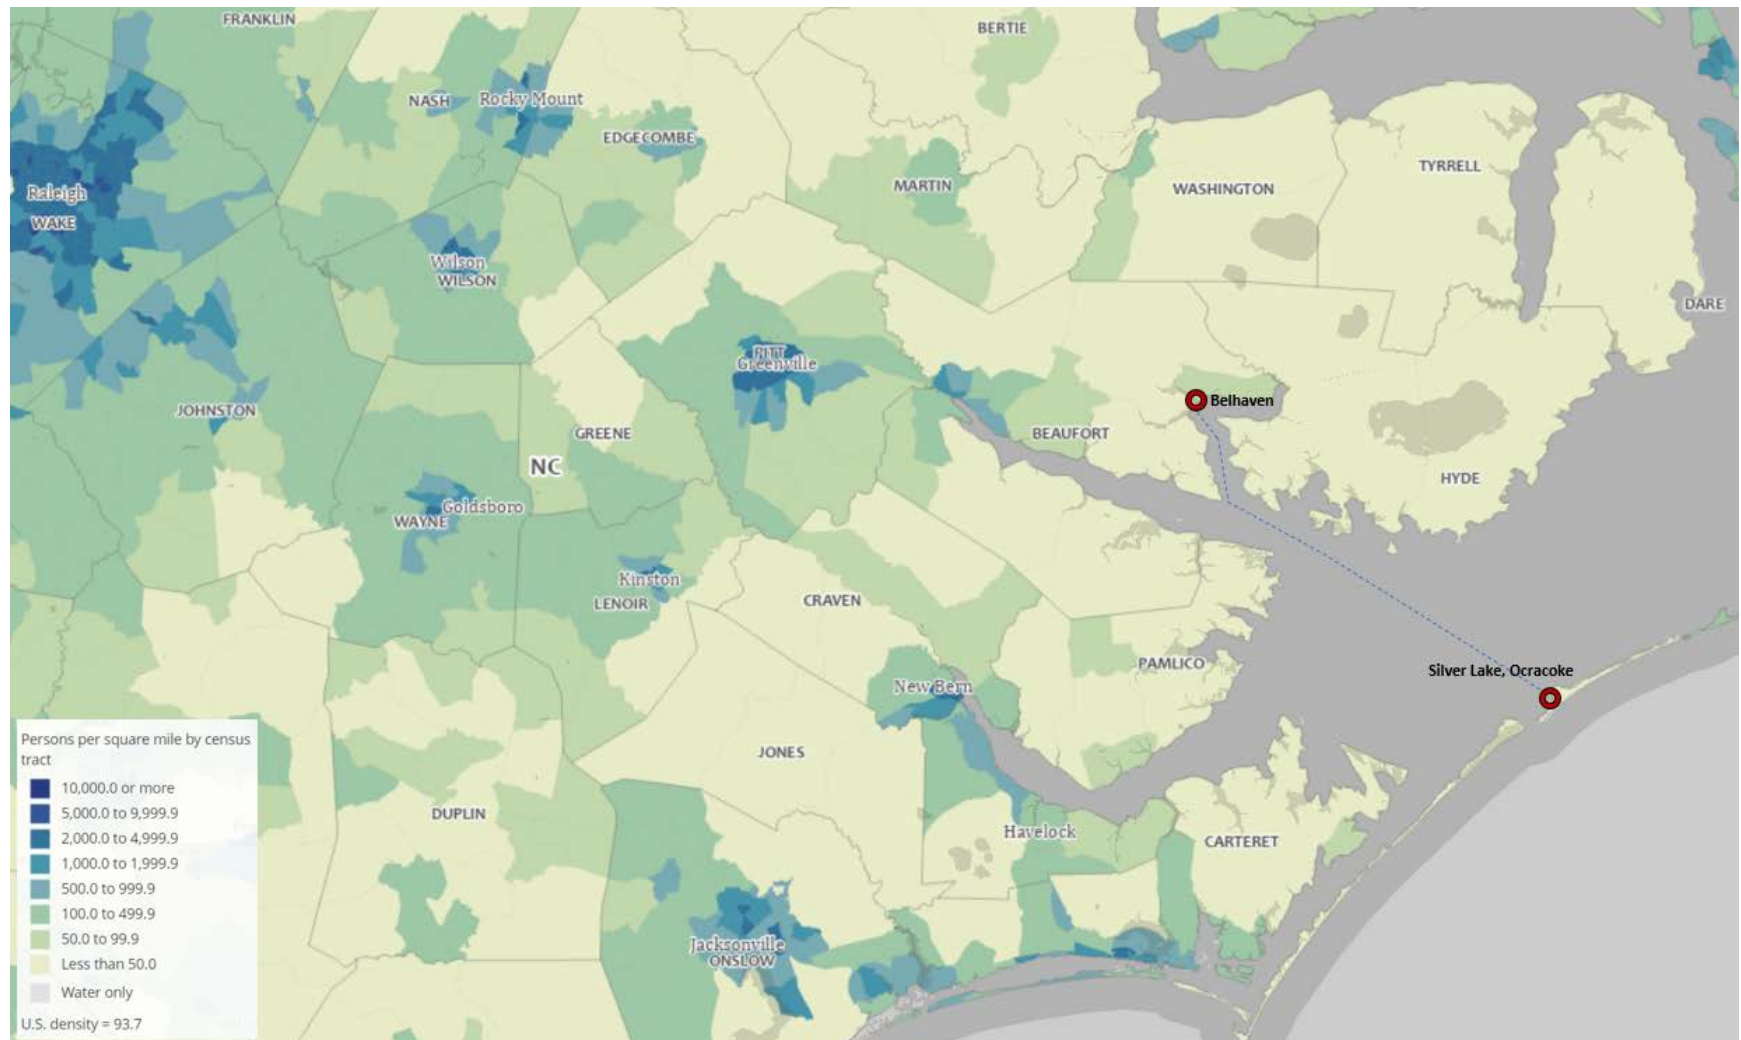 FRANKLIN
BERTIE
NASH
Rocky Mount
EDGECOMBE
TYRRELL
MARTIN
WASHINGTON
Raleigh
WAKE
Wilson
WILSON
DARE
PITT
Greenville
Belhaven
JOHNSTON
GREENE
BEAUFORT
NC
HYDE
Goldsboro
WAYNE
Kinston
LENOIR
CRAVEN
PAMLICO
Silver Lake, Ocracoke
New Bern
JONES
DUPLIN
Havelock
CARTERET
Jacksonville
ONSLOW
Persons per square mile by census
tract
10,000.0 or more
5,000.0 to 9,999.9
2,000.0 to 4,999.9
1,000.0 to 1,999.9
500.0 to 999.9
100.0 to 499.9
50.0 to 99.9
Less than 50.0
Water only
U.S. density = 93.7